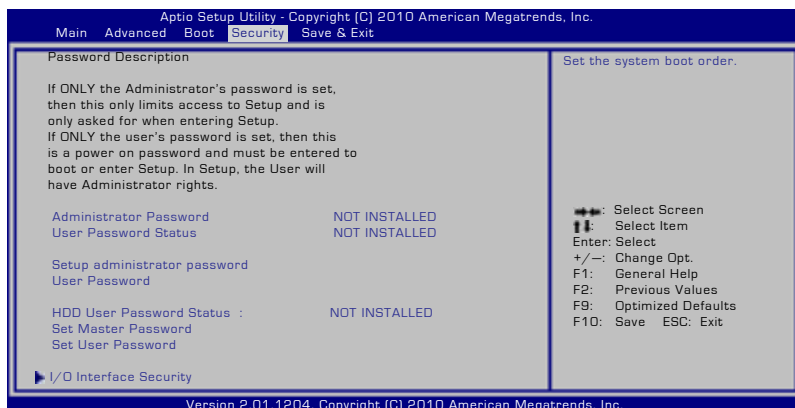 Aptio Setup Utility - Copyright (C) 2010 American Megatrends, Inc.
Main Advanced Boot Security Save & Exit
Password Description
If ONLY the Administrator's password is set,
then this only limits access to Setup and is
only asked for when entering Setup.
If ONLY the user's password is set, then this
is a power on password and must be entered to
boot or enter Setup. In Setup, the User will
have Administrator rights.
Administrator Password NOT INSTALLED
User Password Status NOT INSTALLED
Setup administrator password
User Password
HDD User Password Status : NOT INSTALLED
Set Master Password
Set User Password
I/O Interface Security
Set the system boot order.
→←: Select Screen
↑↓: Select Item
Enter: Select
+/—: Change Opt.
F1: General Help
F2: Previous Values
F9: Optimized Defaults
F10: Save ESC: Exit
Version 2.01.1204. Copyright (C) 2010 American Megatrends, Inc.